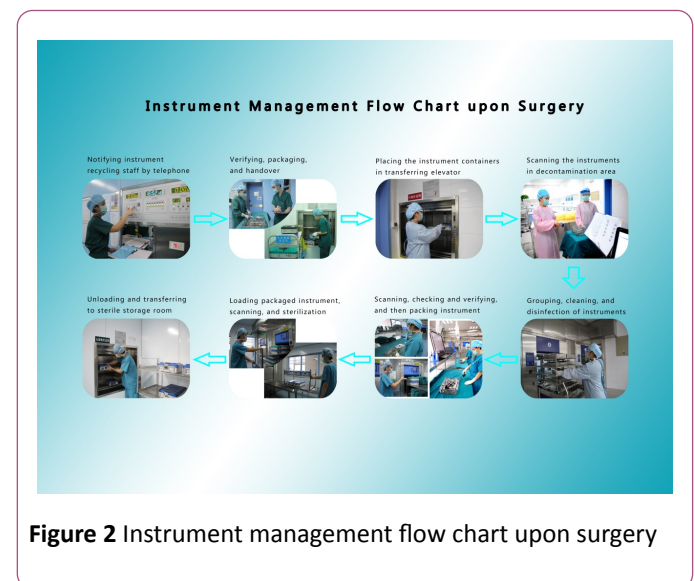 Instrument Management Flow Chart upon Surgery
Notifying instrument
recycling staff by telephone
Verifying, packaging,
and handover
Placing the instrument containers
in transferring elevator
Scanning the instruments
in decontamination area
Unloading and transferring
to sterile storage room
Loading packaged instrument,
scanning, and sterilization
Scanning, checking and verifying,
and then packing instrument
Grouping, cleaning, and
disinfection of instruments
Figure 2 Instrument management flow chart upon surgery